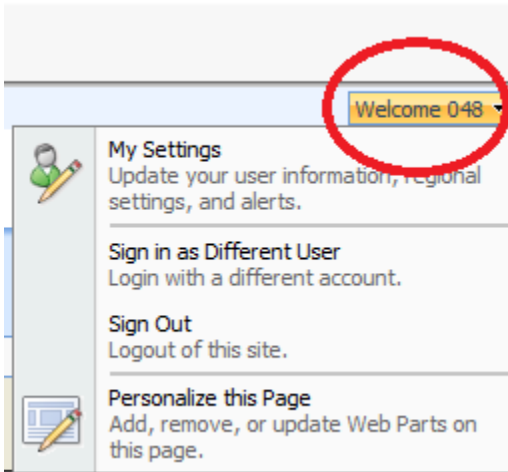 Welcome 048
My Settings
Update your user information, regional
settings, and alerts.
Sign in as Different User
Login with a different account.
Sign Out
Logout of this site.
Personalize this Page
Add, remove, or update Web Parts on
this page.